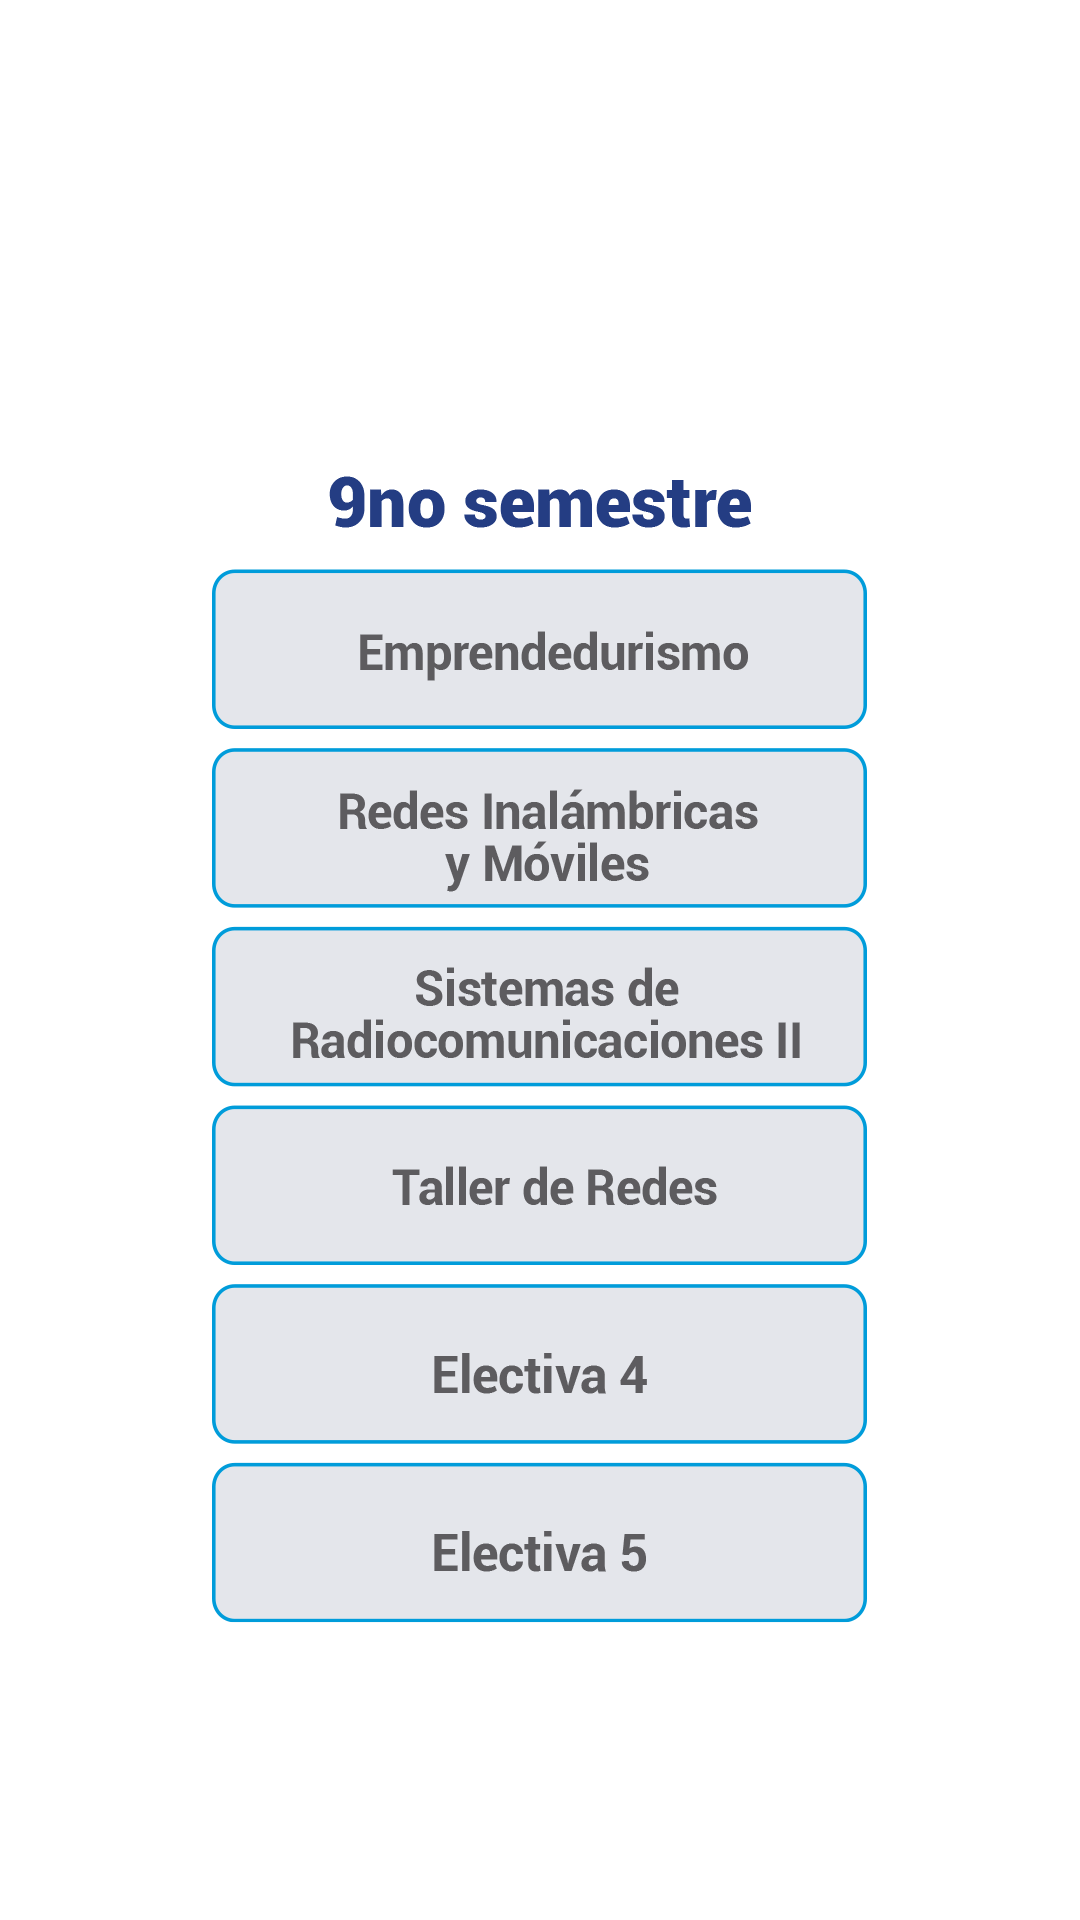 9no semestre
Emprendedurismo
Redes Inalámbricas
y Móviles
Sistemas de
Radiocomunicaciones II
Taller de Redes
Electiva 4
Electiva 5